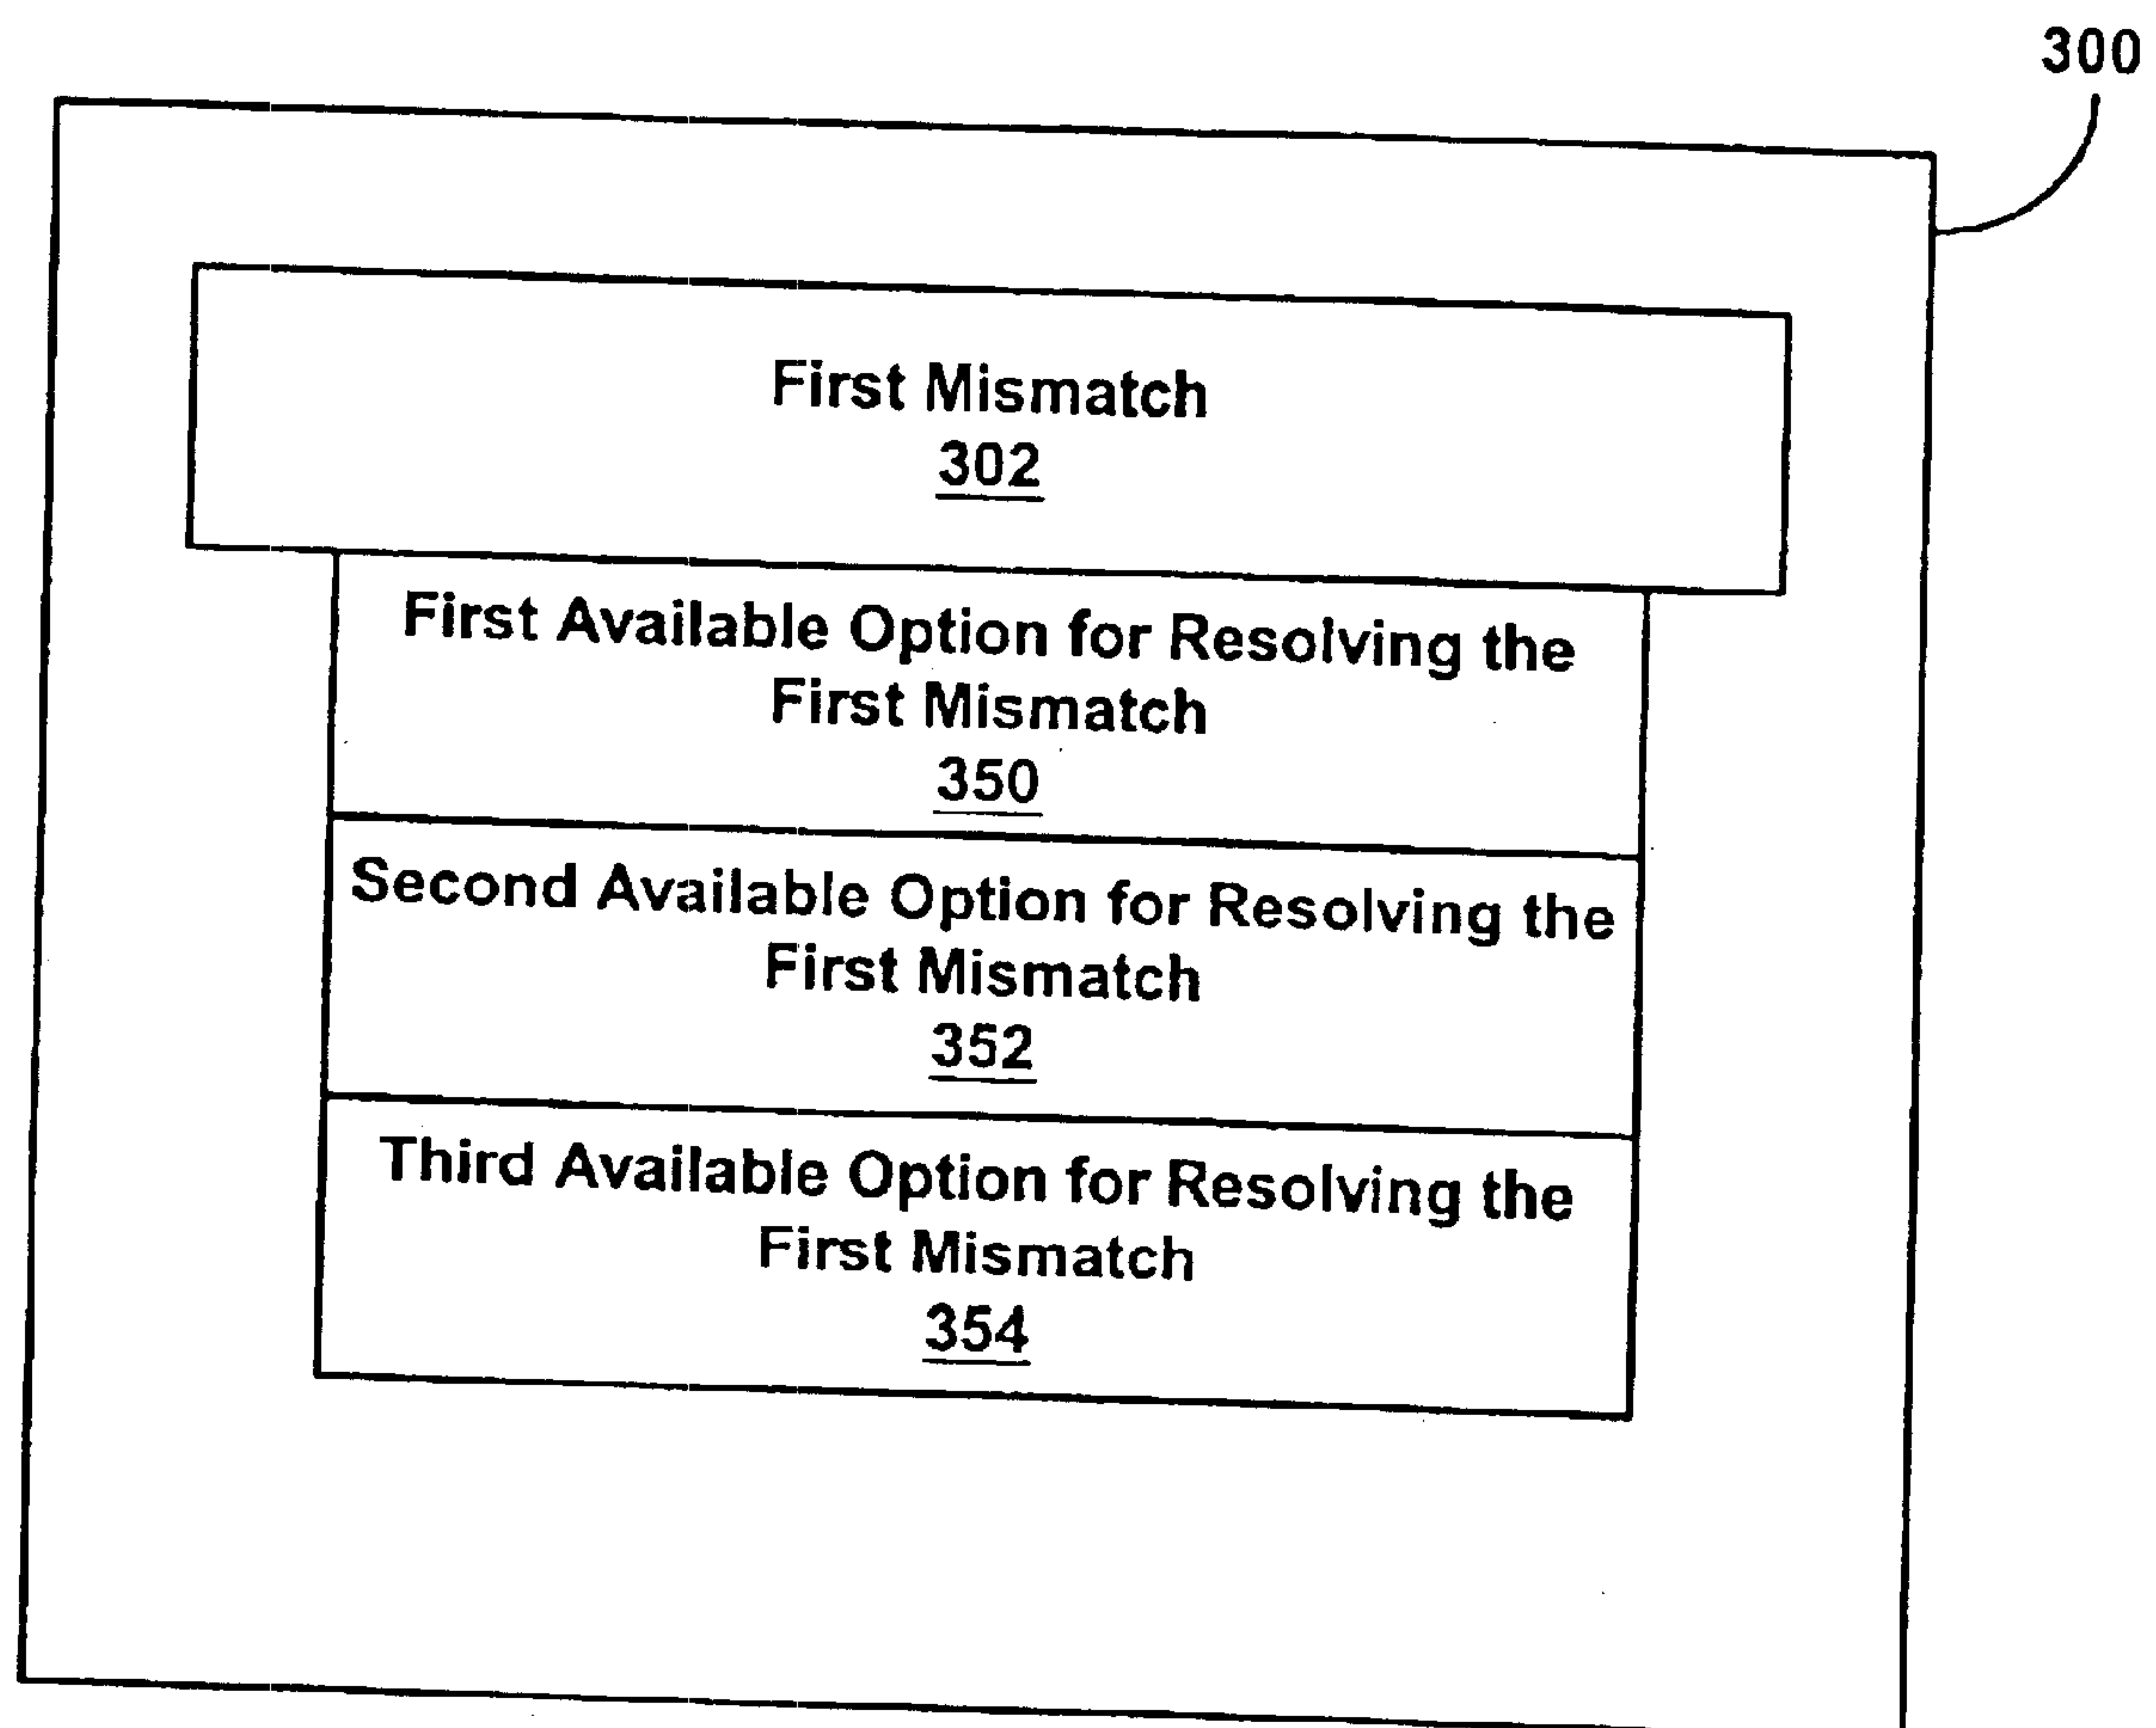 300
First Mismatch
302
First Available Option for Resolving the
First Mismatch
350
Second Available Option for Resolving the
First Mismatch
352
Third Available Option for Resolving the
First Mismatch
354